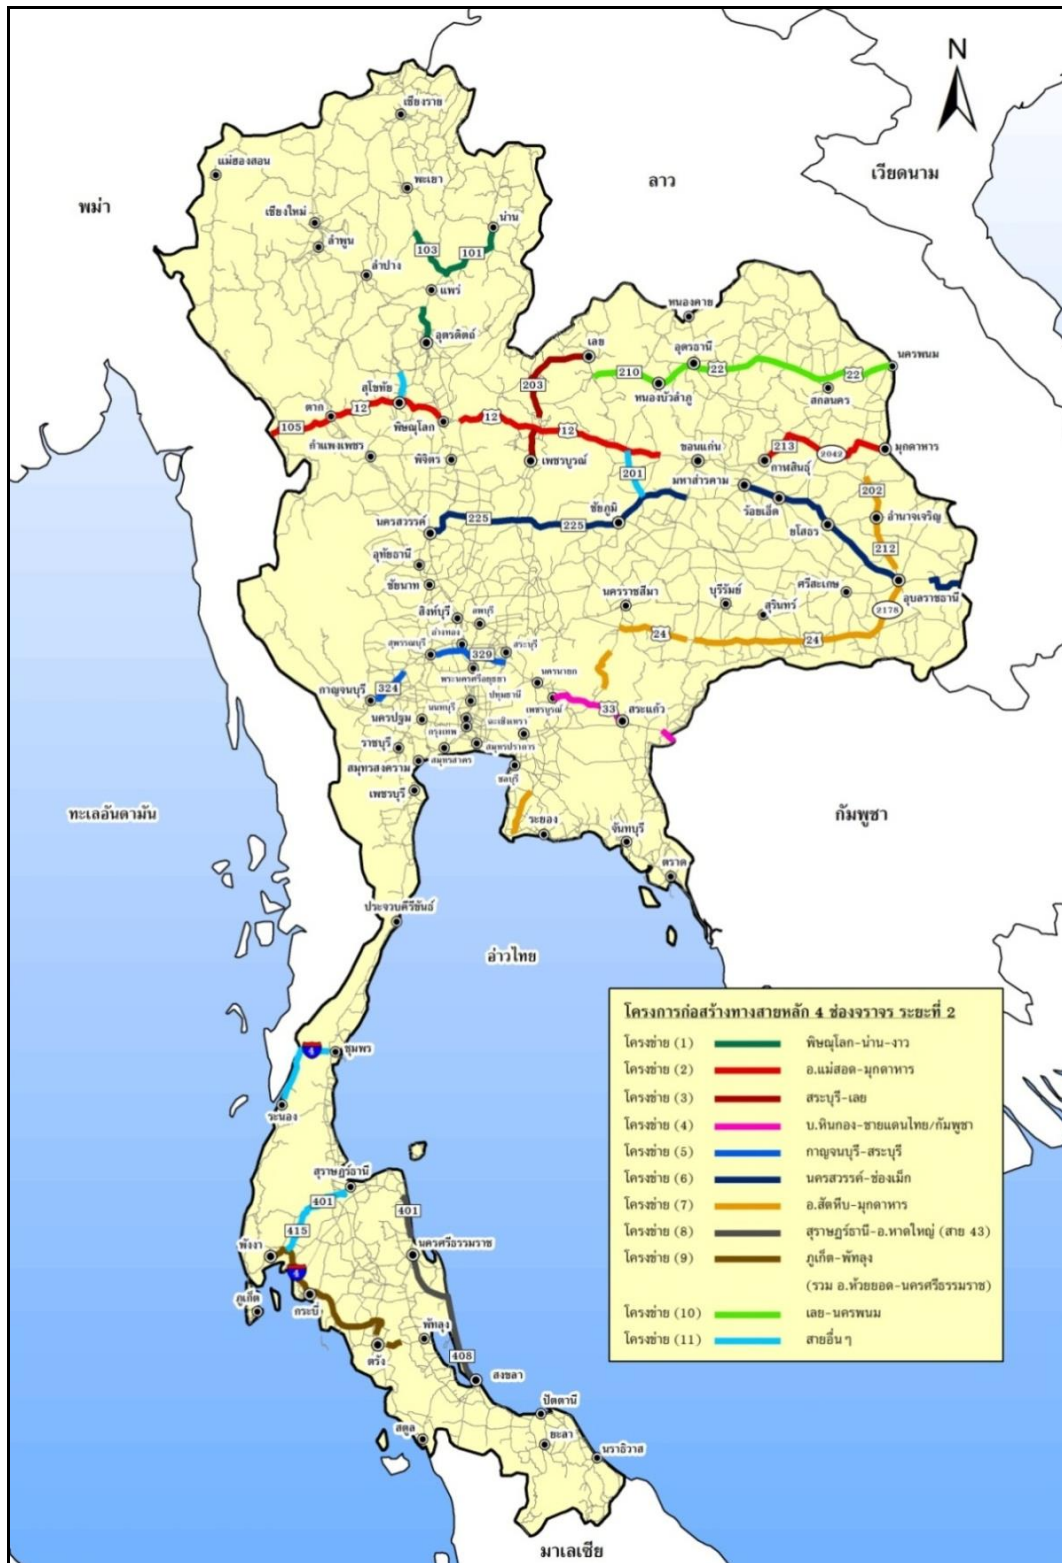 N
เวียดนาม
ลาว
พม่า
เชียงราย
แม่ฮ่องสอน
พะเยา
เชียงใหม่
น่าน
ลำพูน
103
101
ลำปาง
แพร่
หนองคาย
อุตรดิตถ์
เลย
อุดรธานี
นครพนม
210
22
22
203
หนองบัวลำภู
สกลนคร
สุโขทัย
ตาก
12
12
12
105
พิษณุโลก
กำแพงเพชร
พิจิตร
เพชรบูรณ์
ขอนแก่น
213
2042
มุกดาหาร
กาฬสินธุ์
201
มหาสารคาม
202
ชัยภูมิ
ร้อยเอ็ด
อำนาจเจริญ
นครสวรรค์
225
225
ยโสธร
212
อุทัยธานี
ชัยนาท
นครราชสีมา
บุรีรัมย์
ศรีสะเกษ
อุบลราชธานี
สุรินทร์
2178
สิงห์บุรี
ลพบุรี
อ่างทอง
24
24
สุพรรณบุรี
329
สระบุรี
พระนครศรีอยุธยา
นครนายก
กาญจนบุรี
324
ปทุมธานี
เพชรบูรณ์
33
สระแก้ว
นนทบุรี
นครปฐม
กรุงเทพ
ฉะเชิงเทรา
ราชบุรี
สมุทรปราการ
สมุทรสงคราม
สมุทรสาคร
ชลบุรี
เพชรบุรี
ทะเลอันดามัน
กัมพูชา
ระยอง
จันทบุรี
ตราด
ประจวบคีรีขันธ์
อ่าวไทย
4
ชุมพร
ระนอง
สุราษฎร์ธานี
401
401
415
นครศรีธรรมราช
พังงา
4
ภูเก็ต
กระบี่
พัทลุง
ตรัง
408
สงขลา
ปัตตานี
สตูล
ยะลา
นราธิวาส
มาเลเซีย
โครงการก่อสร้างทางสายหลัก 4 ช่องจราจร ระยะที่ 2
โครงข่าย (1) พิษณุโลก-น่าน-งาว
โครงข่าย (2) อ.แม่สอด-มุกดาหาร
โครงข่าย (3) สระบุรี-เลย
โครงข่าย (4) บ.หินกอง-ชายแดนไทย/กัมพูชา
โครงข่าย (5) กาญจนบุรี-สระบุรี
โครงข่าย (6) นครสวรรค์-ช่องเม็ก
โครงข่าย (7) อ.สัตหีบ-มุกดาหาร
โครงข่าย (8) สุราษฎร์ธานี-อ.หาดใหญ่ (สาย 43)
โครงข่าย (9) ภูเก็ต-พัทลุง
(รวม อ.ห้วยยอด-นครศรีธรรมราช)
โครงข่าย (10) เลย-นครพนม
โครงข่าย (11) สายอื่นๆ